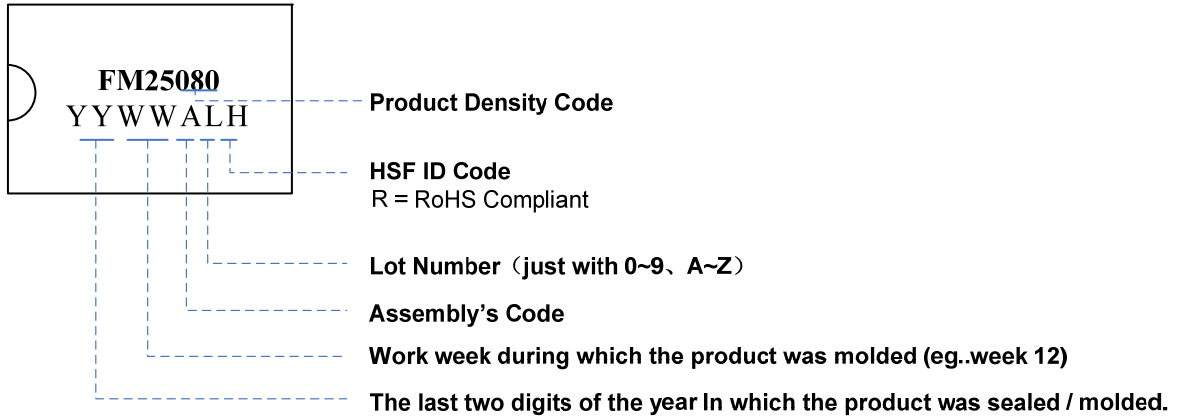 FM25080
YYWWALH
Product Density Code
HSF ID Code
R = RoHS Compliant
Lot Number（just with 0~9、A~Z）
Assembly's Code
Work week during which the product was molded (eg..week 12)
The last two digits of the year In which the product was sealed / molded.